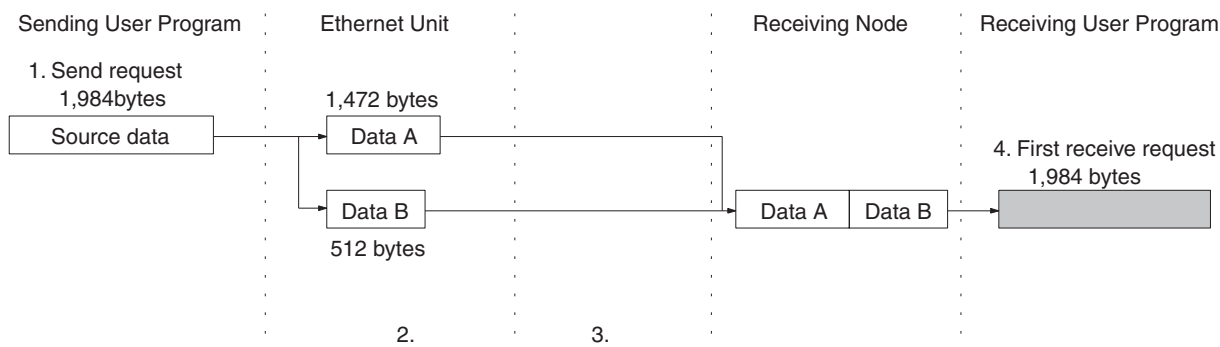 Sending User Program
Ethernet Unit
Receiving Node
Receiving User Program
1. Send request
1,984bytes
Source data
1,472 bytes
Data A
Data B
512 bytes
Data A
Data B
4. First receive request
1,984 bytes
2.
3.